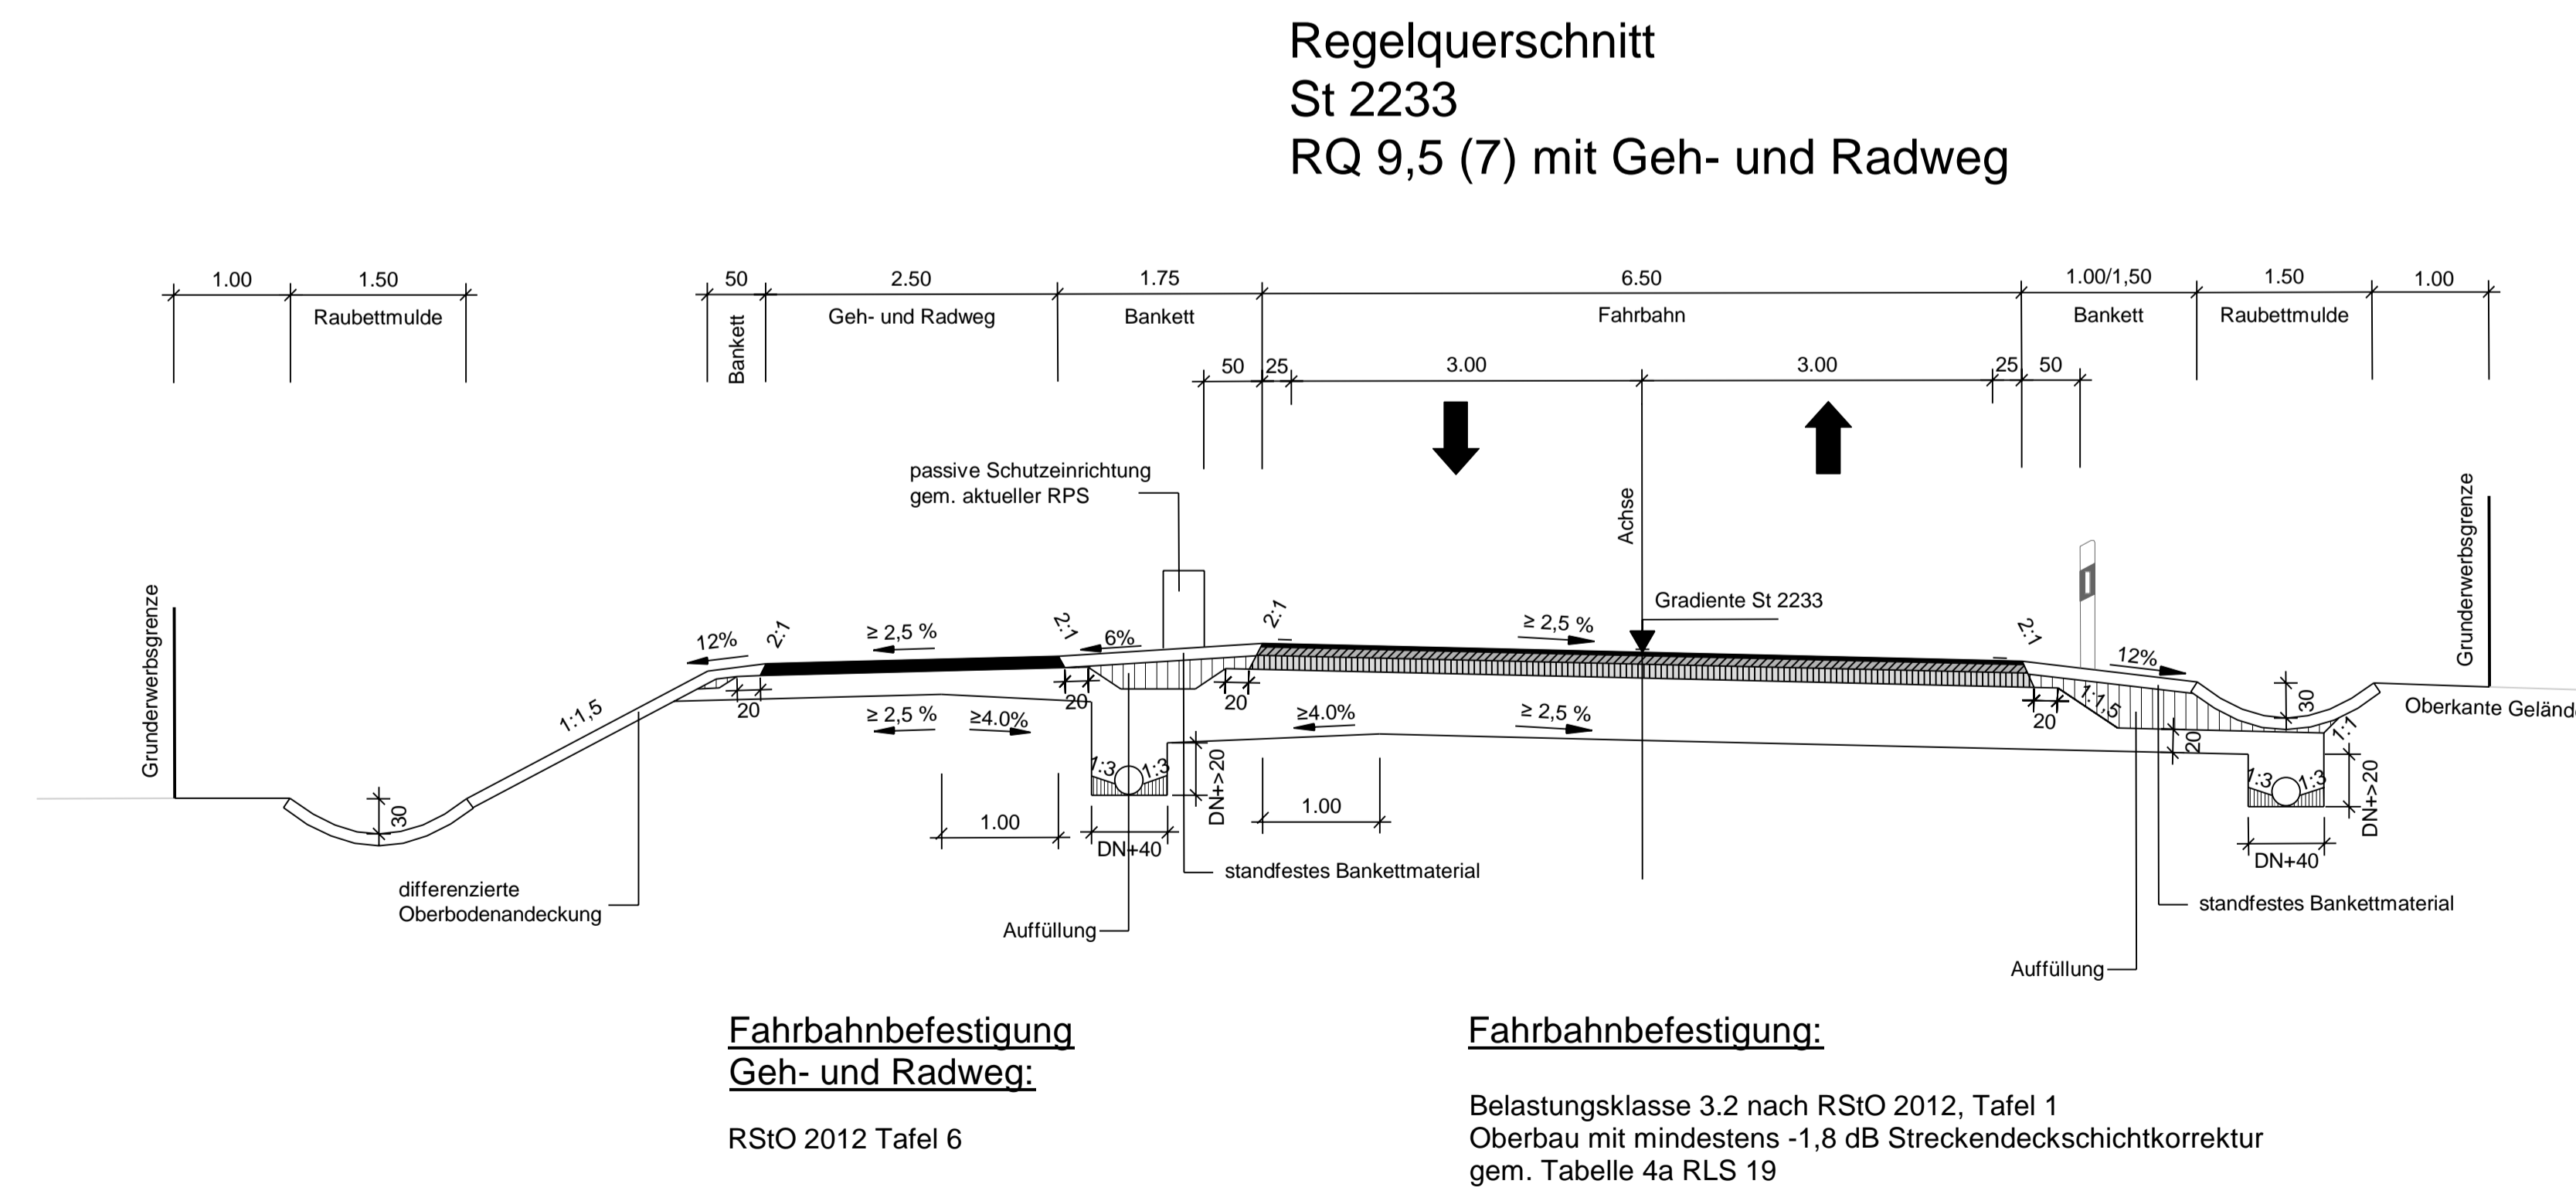 Regelquerschnitt
St 2233
RQ 9,5 (7) mit Geh- und Radweg
1.00
1.50
50
2.50
1.75
6.50
1.00/1,50
1.50
1.00
Raubettmulde
Bankett
Geh- und Radweg
Bankett
Fahrbahn
Bankett
Raubettmulde
50
25
3.00
3.00
25
50
passive Schutzeinrichtung
gem. aktueller RPS
Achse
Grunderwerbsgrenze
Grunderwerbsgrenze
Gradiente St 2233
12%
2:1
≥ 2,5 %
2:1
6%
2:1
≥ 2,5 %
2:1
12%
1:1,5
20
20
20
20
1:1,5
20
30
1:1
Oberkante Geländ
≥ 2,5 %
≥4.0%
≥4.0%
≥ 2,5 %
1:3
1:3
DN+>20
1:3
1:3
DN+>20
30
1.00
1.00
DN+40
DN+40
standfestes Bankettmaterial
differenzierte
Oberbodenandeckung
standfestes Bankettmaterial
Auffüllung
Auffüllung
Fahrbahnbefestigung
Geh- und Radweg:
RStO 2012 Tafel 6
Fahrbahnbefestigung:
Belastungsklasse 3.2 nach RStO 2012, Tafel 1
Oberbau mit mindestens -1,8 dB Streckendeckschichtkorrektur
gem. Tabelle 4a RLS 19